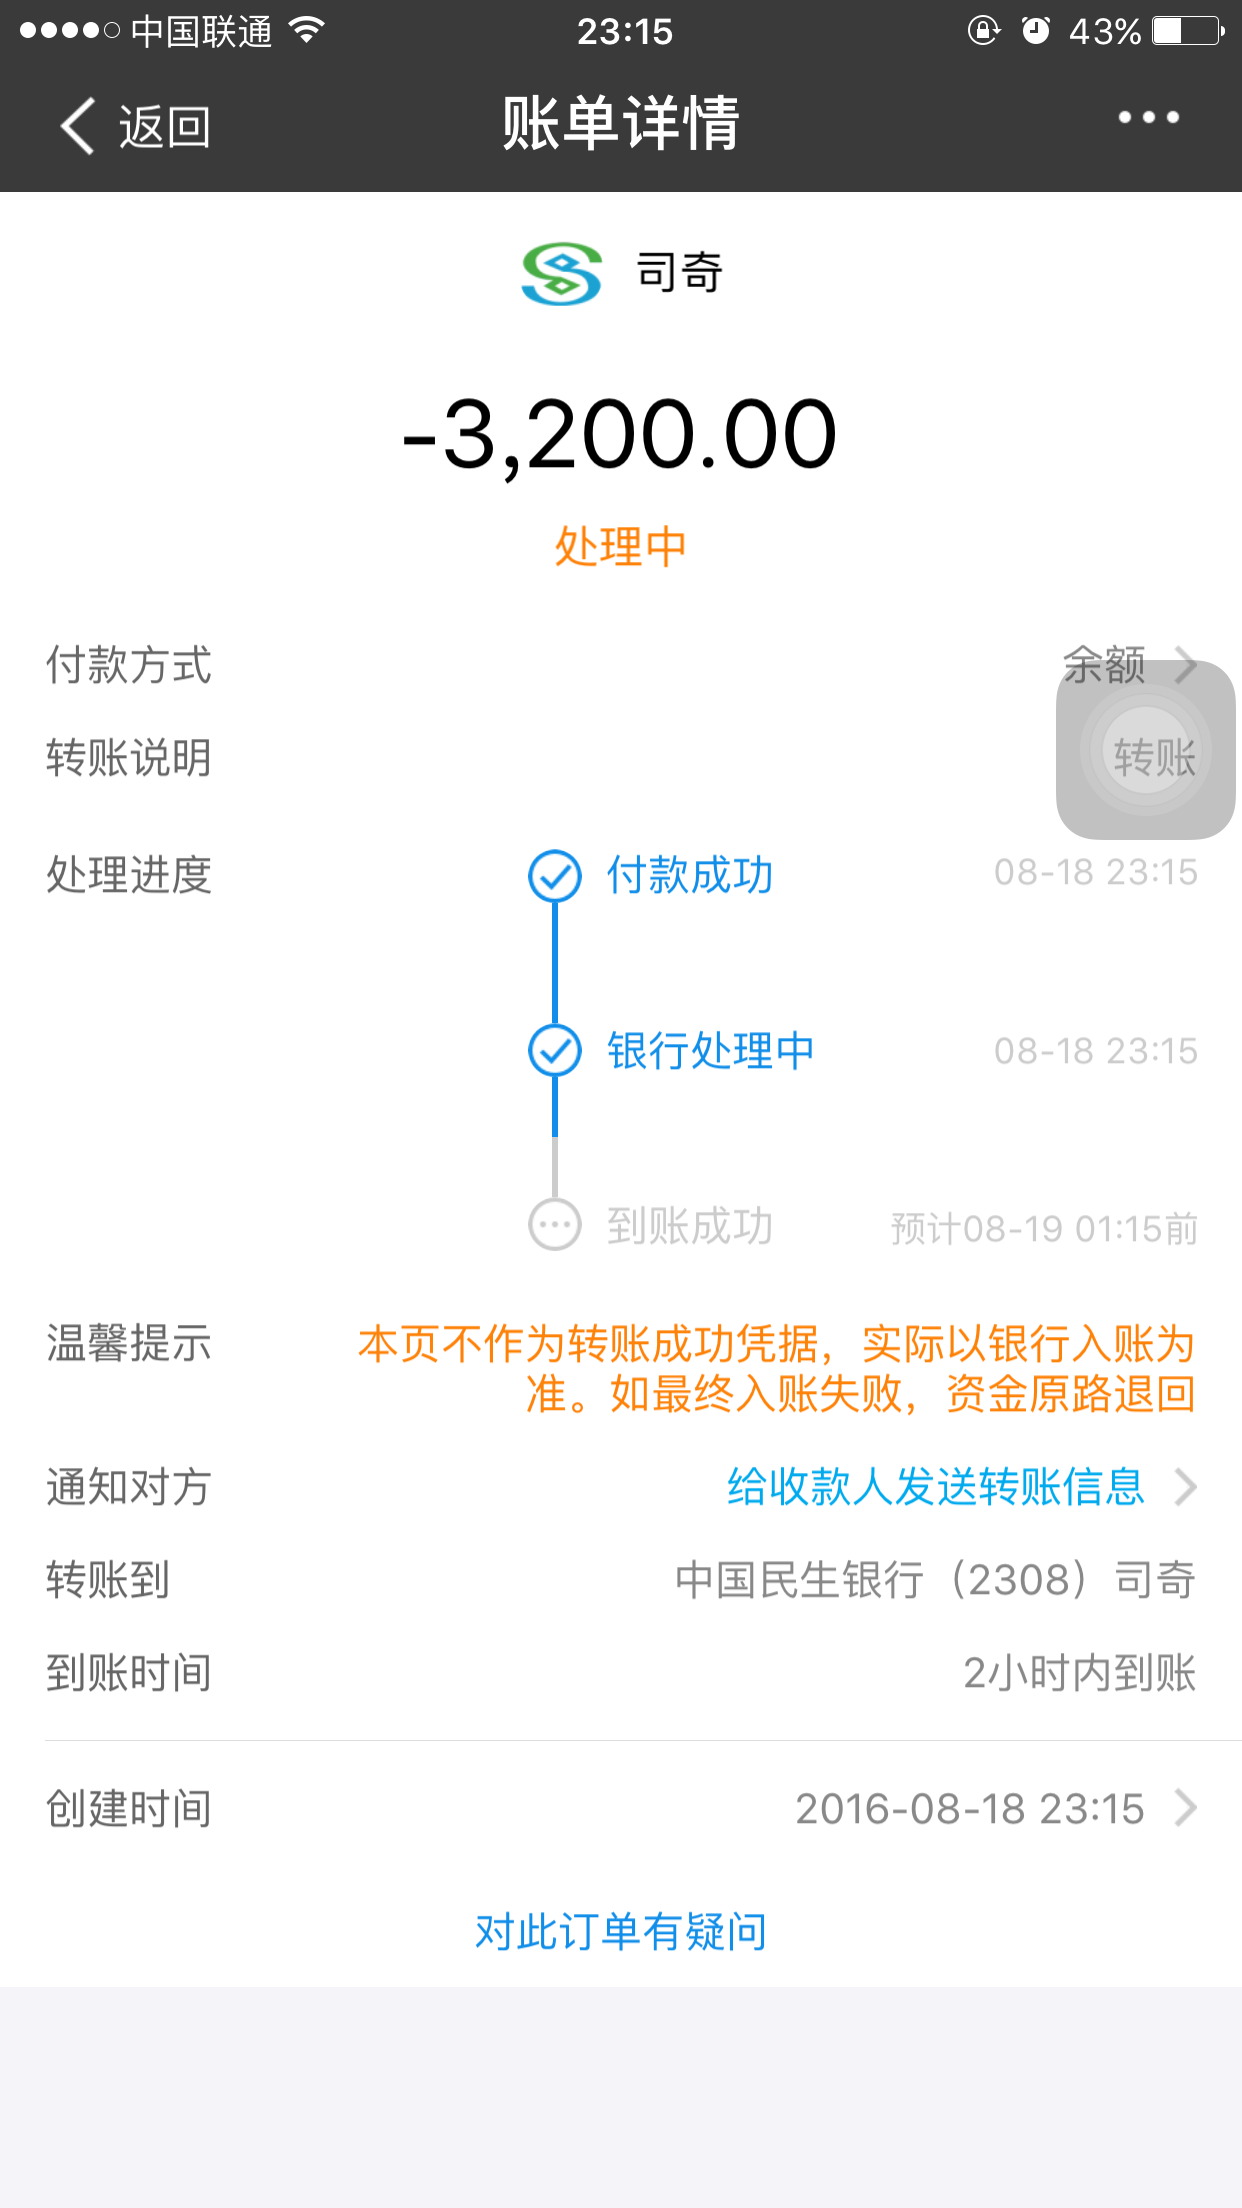 中国联通 23:15 43%
返回 账单详情
司奇
-3,200.00
处理中
付款方式 余额
转账说明 转账
处理进度 付款成功 08-18 23:15
银行处理中 08-18 23:15
到账成功 预计08-19 01:15前
温馨提示 本页不作为转账成功凭据，实际以银行入账为
准。如最终入账失败，资金原路退回
通知对方 给收款人发送转账信息
转账到 中国民生银行（2308）司奇
到账时间 2小时内到账
创建时间 2016-08-18 23:15
对此订单有疑问